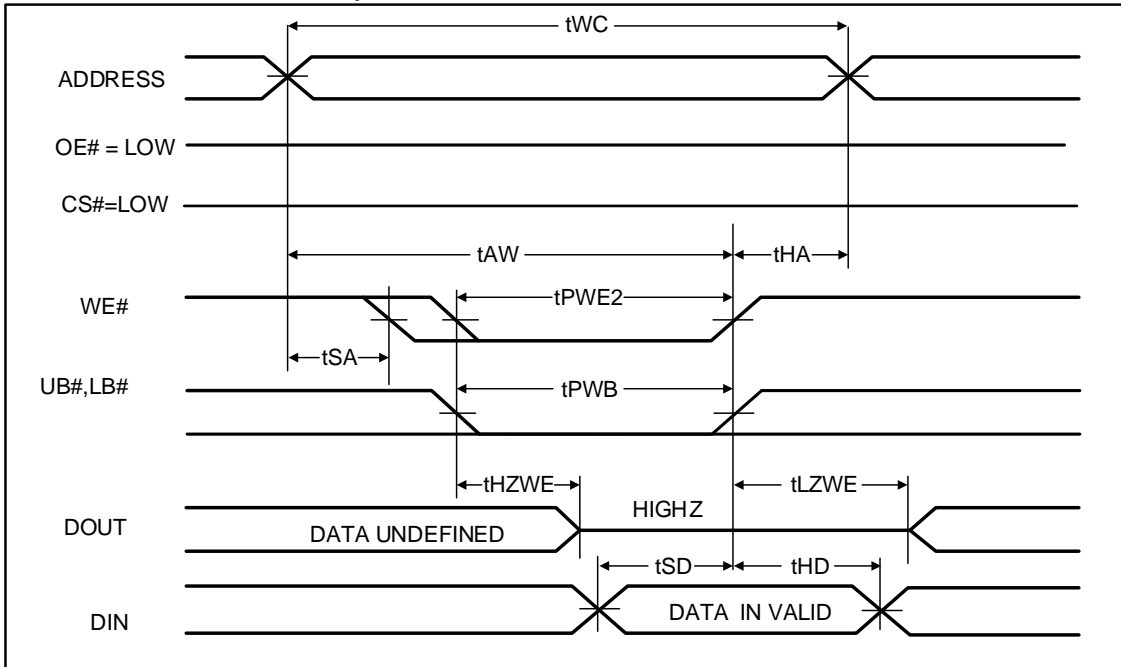 tWC
ADDRESS
OE# = LOW
CS#=LOW
tAW
tHA
WE#
tPWE2
tSA
UB#,LB#
tPWB
tHZWE
tLZWE
HIGHZ
DOUT
DATA UNDEFINED
tSD
tHD
DIN
DATA IN VALID